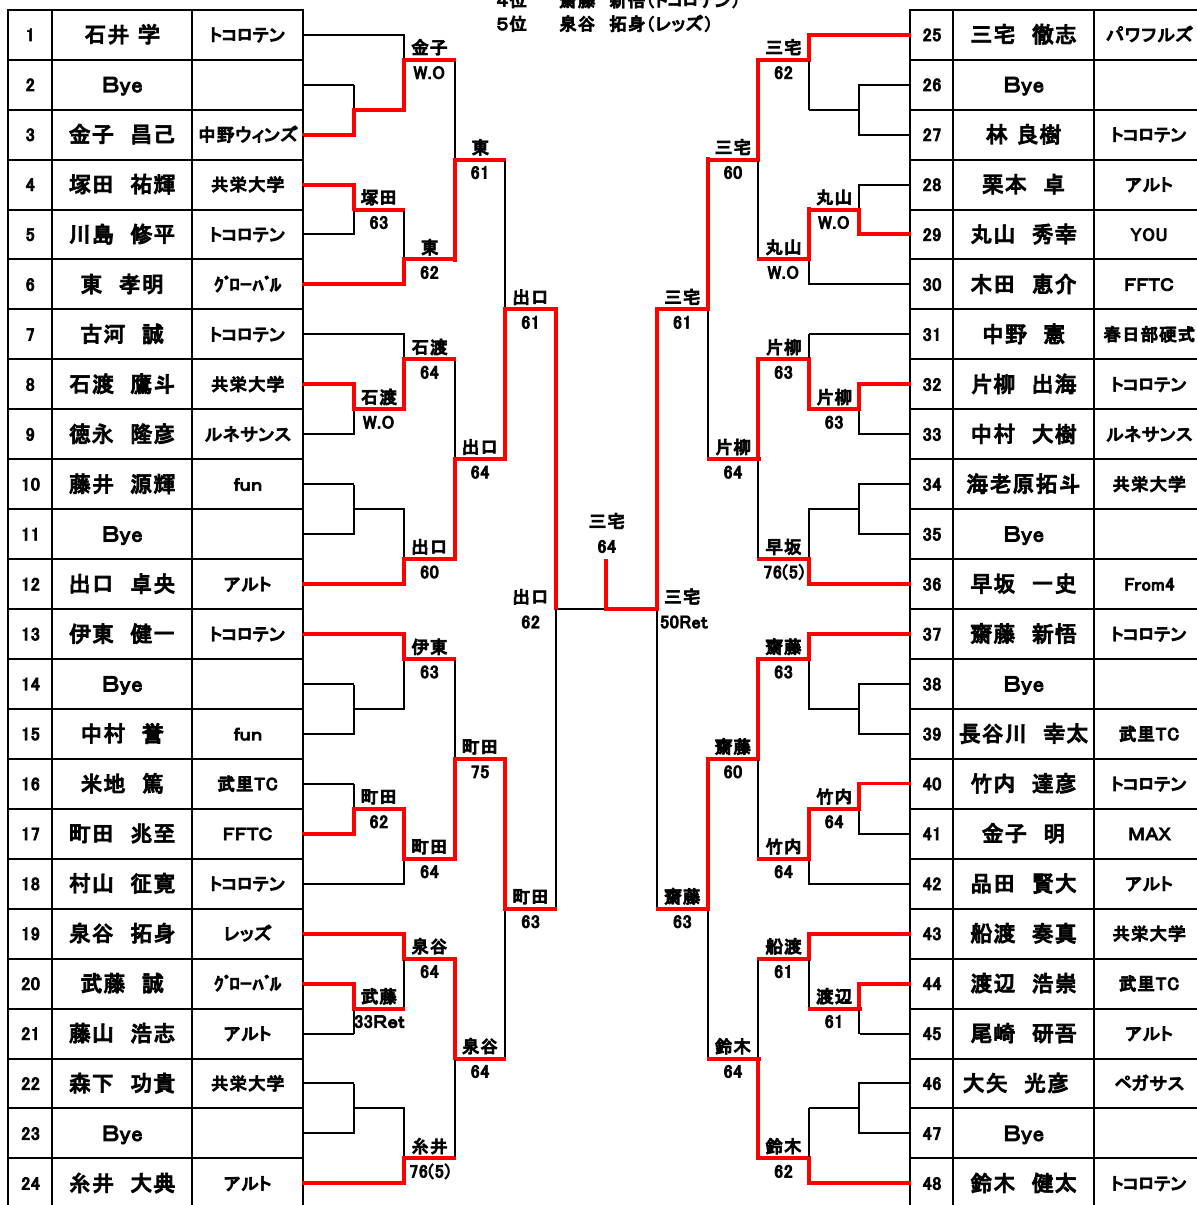 4位 齋藤 新悟(トコロテン)
5位 泉谷 拓身(レッズ)
1 石井 学 トコロテン
2 Bye
3 金子 昌己 中野ウィンズ
4 塚田 祐輝 共栄大学
5 川島 修平 トコロテン
6 東 孝明 グローバル
7 古河 誠 トコロテン
8 石渡 鷹斗 共栄大学
9 徳永 隆彦 ルネサンス
10 藤井 源輝 fun
11 Bye
12 出口 卓央 アルト
13 伊東 健一 トコロテン
14 Bye
15 中村 誉 fun
16 米地 篤 武里TC
17 町田 兆至 FFTC
18 村山 征寛 トコロテン
19 泉谷 拓身 レッズ
20 武藤 誠 グローバル
21 藤山 浩志 アルト
22 森下 功貴 共栄大学
23 Bye
24 糸井 大典 アルト
金子
W.O
塚田
63
東
62
東
61
石渡
W.O
石渡
64
出口
60
出口
64
出口
61
伊東
63
町田
62
町田
64
町田
75
武藤
33Ret
泉谷
64
糸井
76(5)
泉谷
64
町田
63
出口
62
三宅
64
三宅
50Ret
三宅
61
三宅
60
三宅
62
丸山
W.O
丸山
W.O
片柳
63
片柳
63
片柳
64
早坂
76(5)
齋藤
63
齋藤
60
竹内
64
竹内
64
齋藤
63
船渡
61
渡辺
61
鈴木
64
鈴木
62
25 三宅 徹志 パワフルズ
26 Bye
27 林 良樹 トコロテン
28 栗本 卓 アルト
29 丸山 秀幸 YOU
30 木田 恵介 FFTC
31 中野 憲 春日部硬式
32 片柳 出海 トコロテン
33 中村 大樹 ルネサンス
34 海老原拓斗 共栄大学
35 Bye
36 早坂 一史 From4
37 齋藤 新悟 トコロテン
38 Bye
39 長谷川 幸太 武里TC
40 竹内 達彦 トコロテン
41 金子 明 MAX
42 品田 賢大 アルト
43 船渡 奏真 共栄大学
44 渡辺 浩崇 武里TC
45 尾崎 研吾 アルト
46 大矢 光彦 ペガサス
47 Bye
48 鈴木 健太 トコロテン